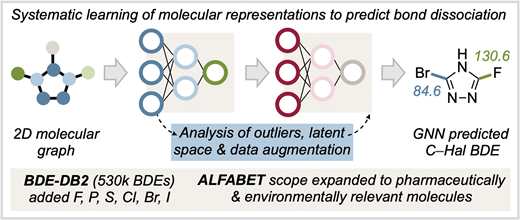 Systematic learning of molecular representations to predict bond dissociation
H
N
130.6
Br
F
84.6
N–N
2D molecular
graph
Analysis of outliers, latent
space & data augmentation
GNN predicted
C–Hal BDE
BDE-DB2 (530k BDEs)
added F, P, S, Cl, Br, I
ALFABET scope expanded to pharmaceutically
& environmentally relevant molecules